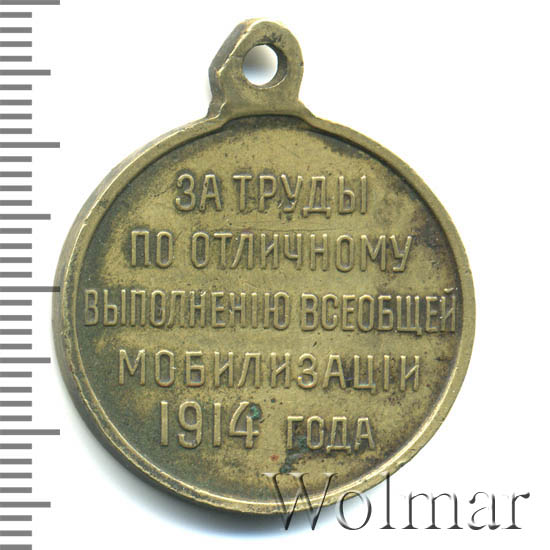 ЗА ТРУДЫ
ПО ОТЛИЧНОМУ
ВЫПОЛНЕНІЮ ВСЕОБЩЕЙ
МОБИЛИЗАЦІИ
1914 ГОДА
Wolmar